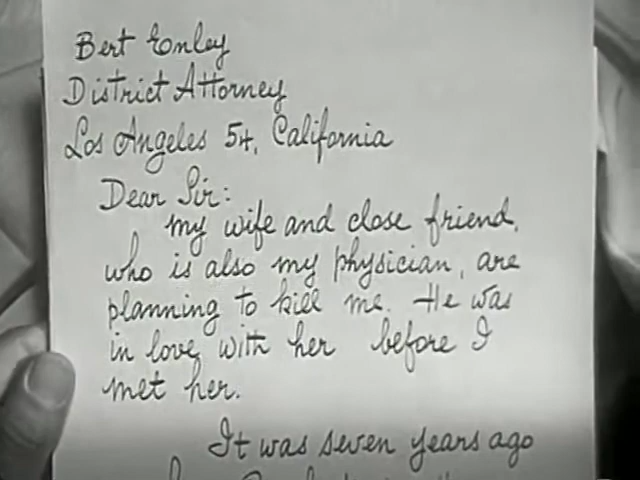 Bert Enley
District Attorney
Los Angeles 54, California
Dear Sir:
my wife and close friend,
who is also my physician, are
planning to kill me. He was
in love with her before I
met her.
It was seven years ago